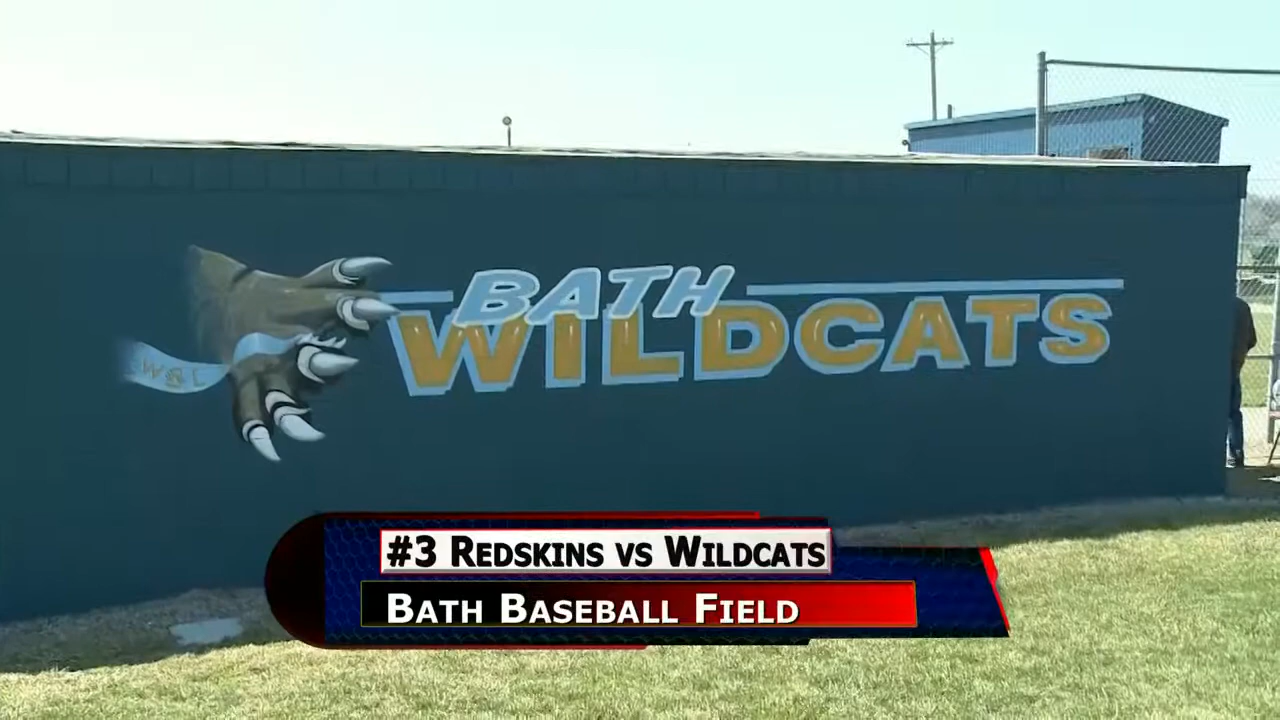 BATH
WILDCATS
W&L
#3 REDSKINS VS WILDCATS
BATH BASEBALL FIELD